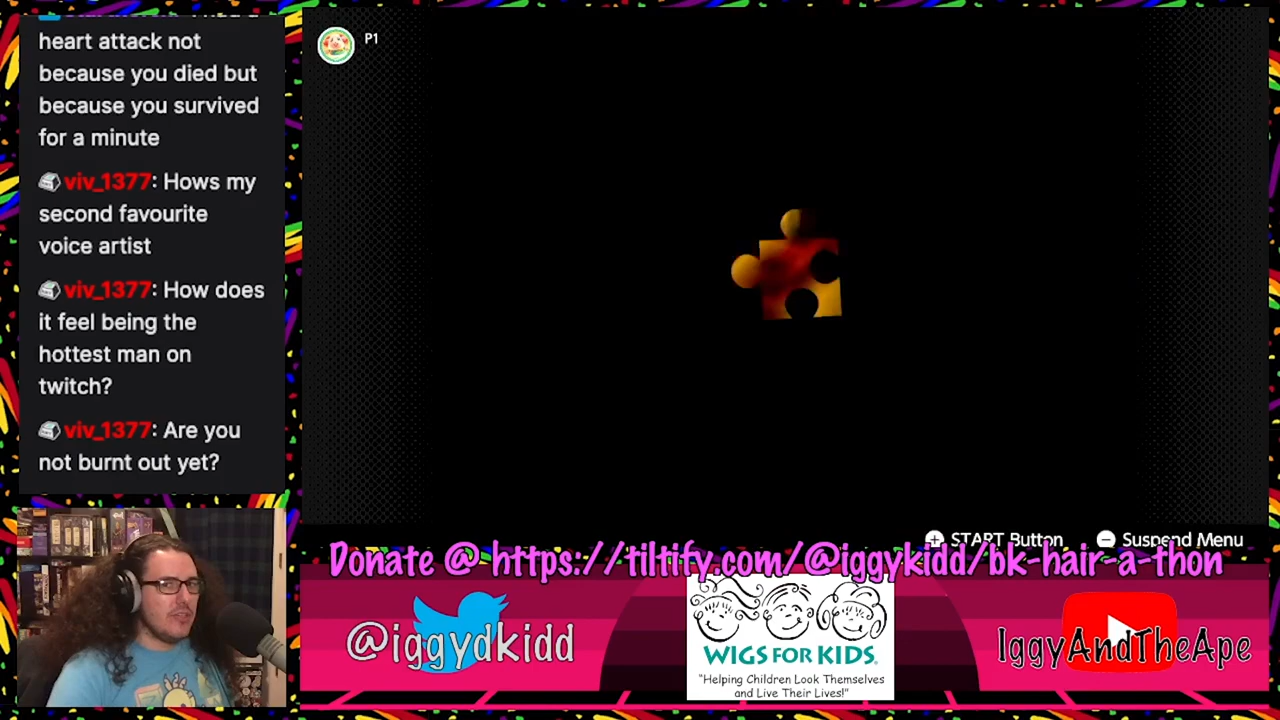 heart attack not
because you died but
because you survived
for a minute
viv_1377: Hows my
second favourite
voice artist
viv_1377: How does
it feel being the
hottest man on
twitch?
viv_1377: Are you
not burnt out yet?
P1
START Button
Suspend Menu
Donate @ https://tiltify.com/@iggykidd/bk-hair-a-thon
@iggydkidd
WIGS FOR KIDS.
"Helping Children Look Themselves
and Live Their Lives!"
IggyAndTheApe